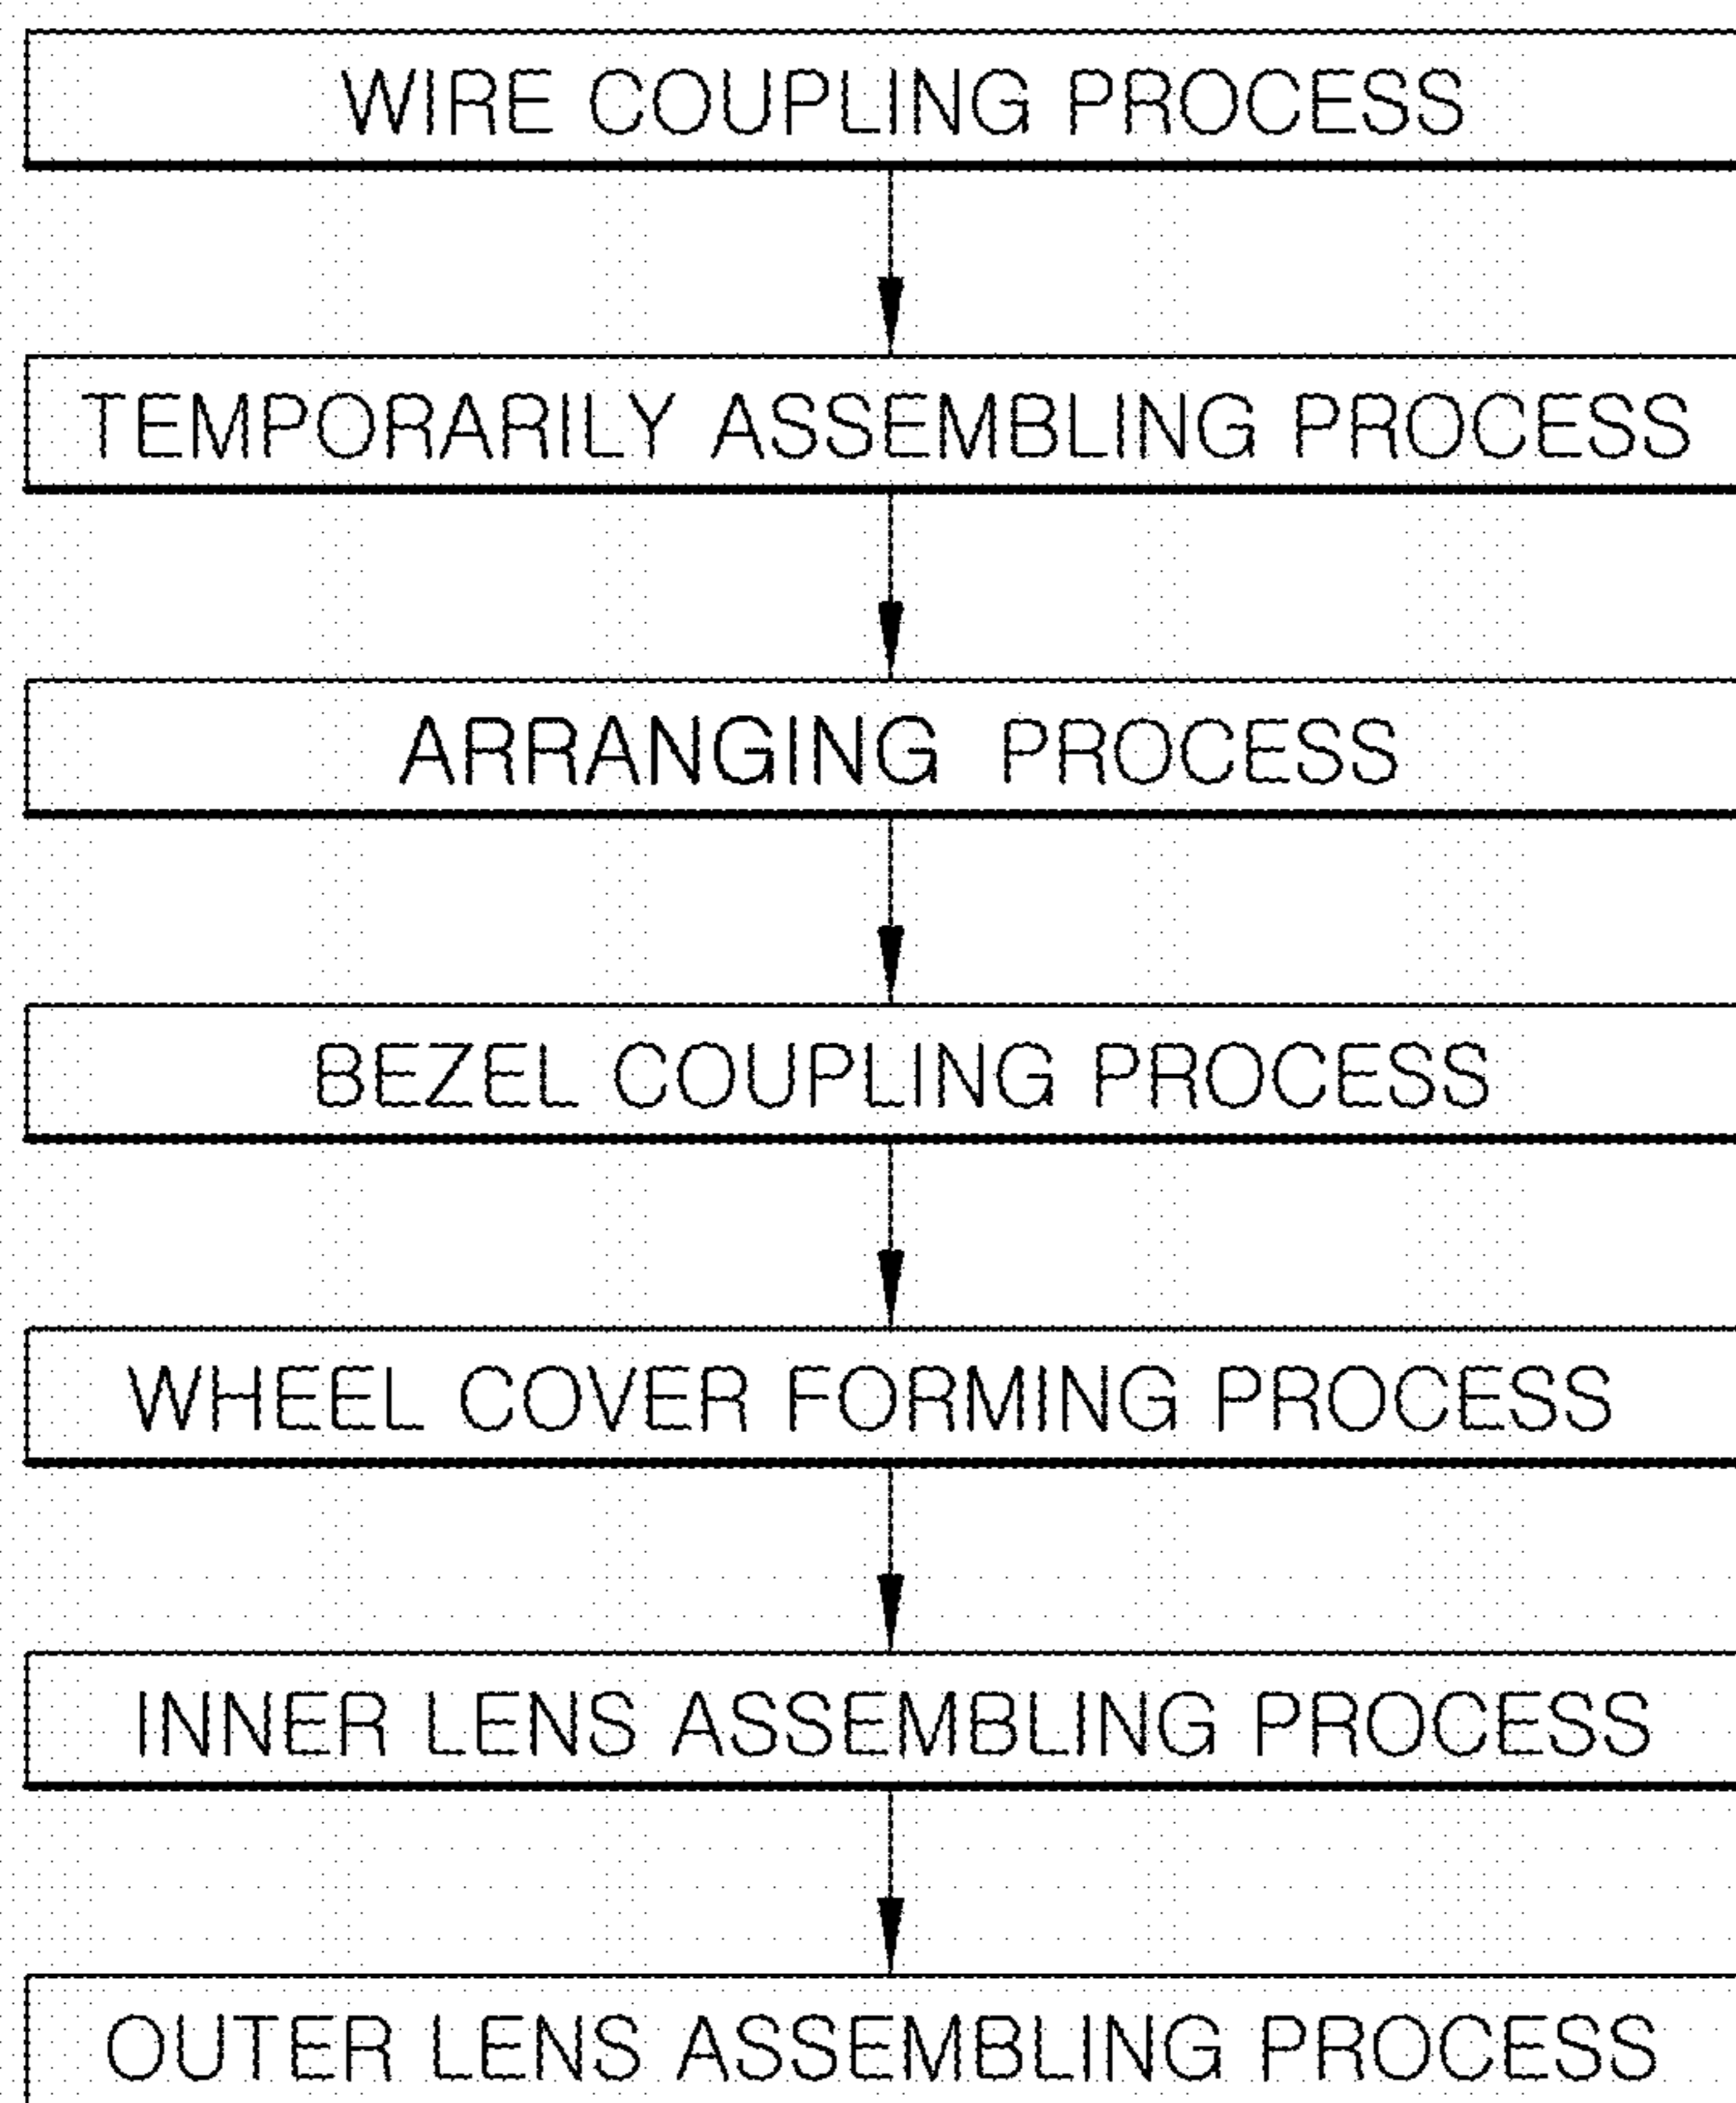 WIRE COUPLING PROCESS
TEMPORARILY ASSEMBLING PROCESS
ARRANGING PROCESS
BEZEL COUPLING PROCESS
WHEEL COVER FORMING PROCESS
INNER LENS ASSEMBLING PROCESS
OUTER LENS ASSEMBLING PROCESS